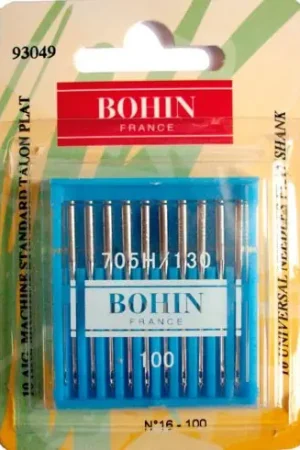 93049
BOHIN
FRANCE
10 AIG. MACHINE STANDARD TALON PLAT
10 UNIVERSAL NEEDLES FLAT SHANK
705H/130
BOHIN
FRANCE
100
N°16 - 100